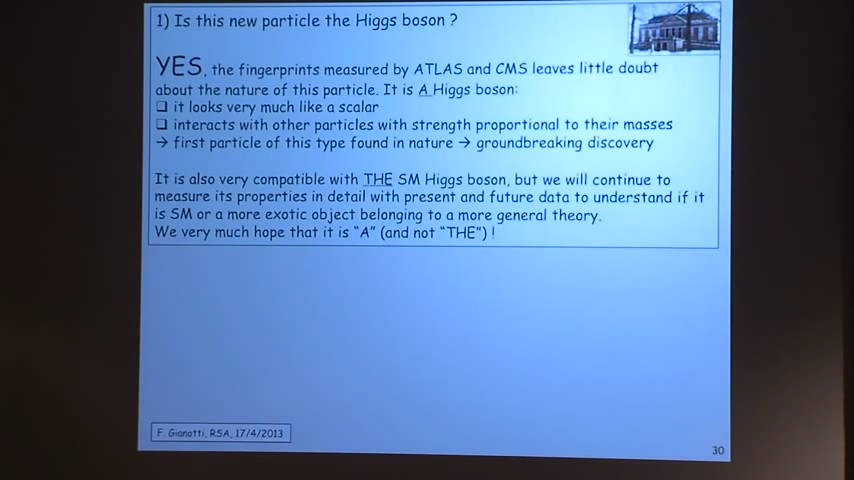 1) Is this new particle the Higgs boson ?
YES, the fingerprints measured by ATLAS and CMS leaves little doubt
about the nature of this particle. It is A Higgs boson:
❑ it looks very much like a scalar
❑ interacts with other particles with strength proportional to their masses
→ first particle of this type found in nature → groundbreaking discovery
It is also very compatible with THE SM Higgs boson, but we will continue to
measure its properties in detail with present and future data to understand if it
is SM or a more exotic object belonging to a more general theory.
We very much hope that it is “A” (and not “THE”) !
F. Gianotti, RSA, 17/4/2013
30